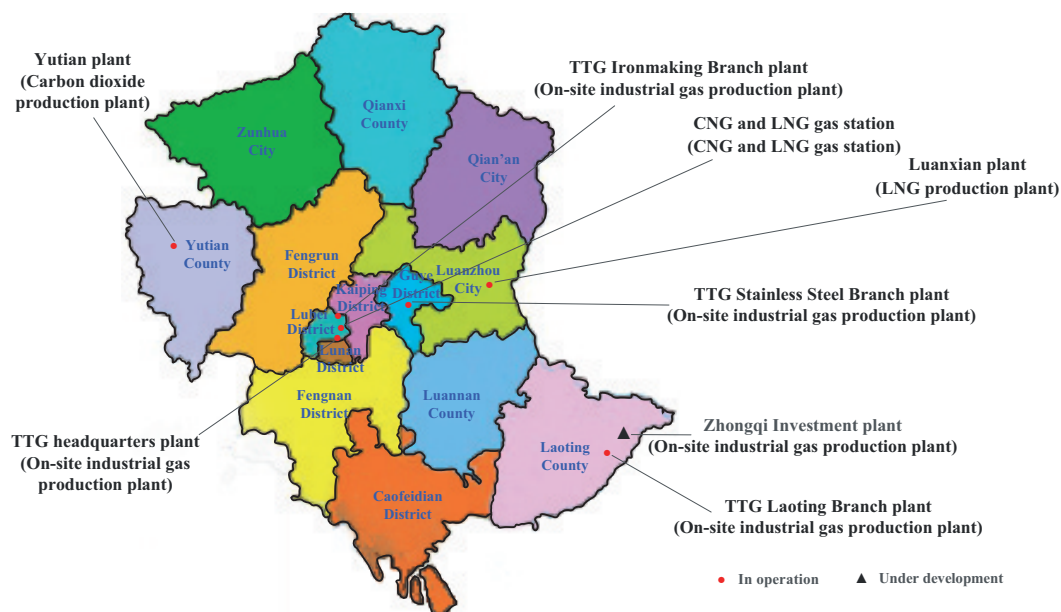 Yutian plant
(Carbon dioxide
production plant)
TTG Ironmaking Branch plant
(On-site industrial gas production plant)
CNG and LNG gas station
(CNG and LNG gas station)
Luanxian plant
(LNG production plant)
Qianxi
County
Zunhua
City
Qian'an
City
Yutian
County
Fengrun
District
Luanzhou
City
Guye
District
Kaiping
District
Lubei
District
Lunan
District
TTG Stainless Steel Branch plant
(On-site industrial gas production plant)
Fengnan
District
Luannan
County
TTG headquarters plant
(On-site industrial gas
production plant)
Laoting
County
Zhongqi Investment plant
(On-site industrial gas production plant)
Caofeidian
District
TTG Laoting Branch plant
(On-site industrial gas production plant)
In operation
Under development